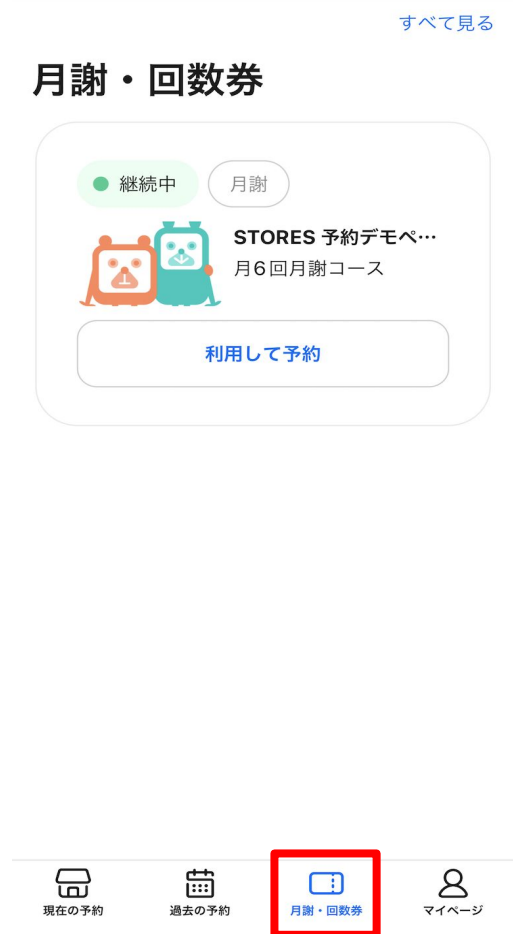 すべて見る
月謝・回数券
継続中
月謝
STORES 予約デモペ…
月6回月謝コース
利用して予約
現在の予約
過去の予約
月謝・回数券
マイページ